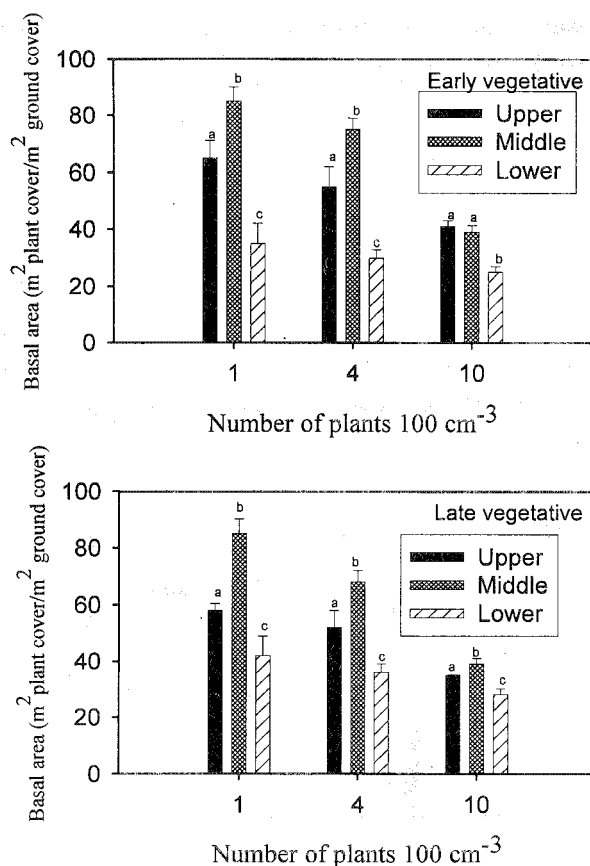 Basal area (m² plant cover/m² ground cover)
100
80
60
40
20
0
Early vegetative
Upper
Middle
Lower
a
b
c
a
b
c
a
a
b
1
4
10
Number of plants 100 cm⁻³
Basal area (m² plant cover/m² ground cover)
100
80
60
40
20
0
Late vegetative
Upper
Middle
Lower
a
b
c
a
b
c
a
b
c
1
4
10
Number of plants 100 cm⁻³